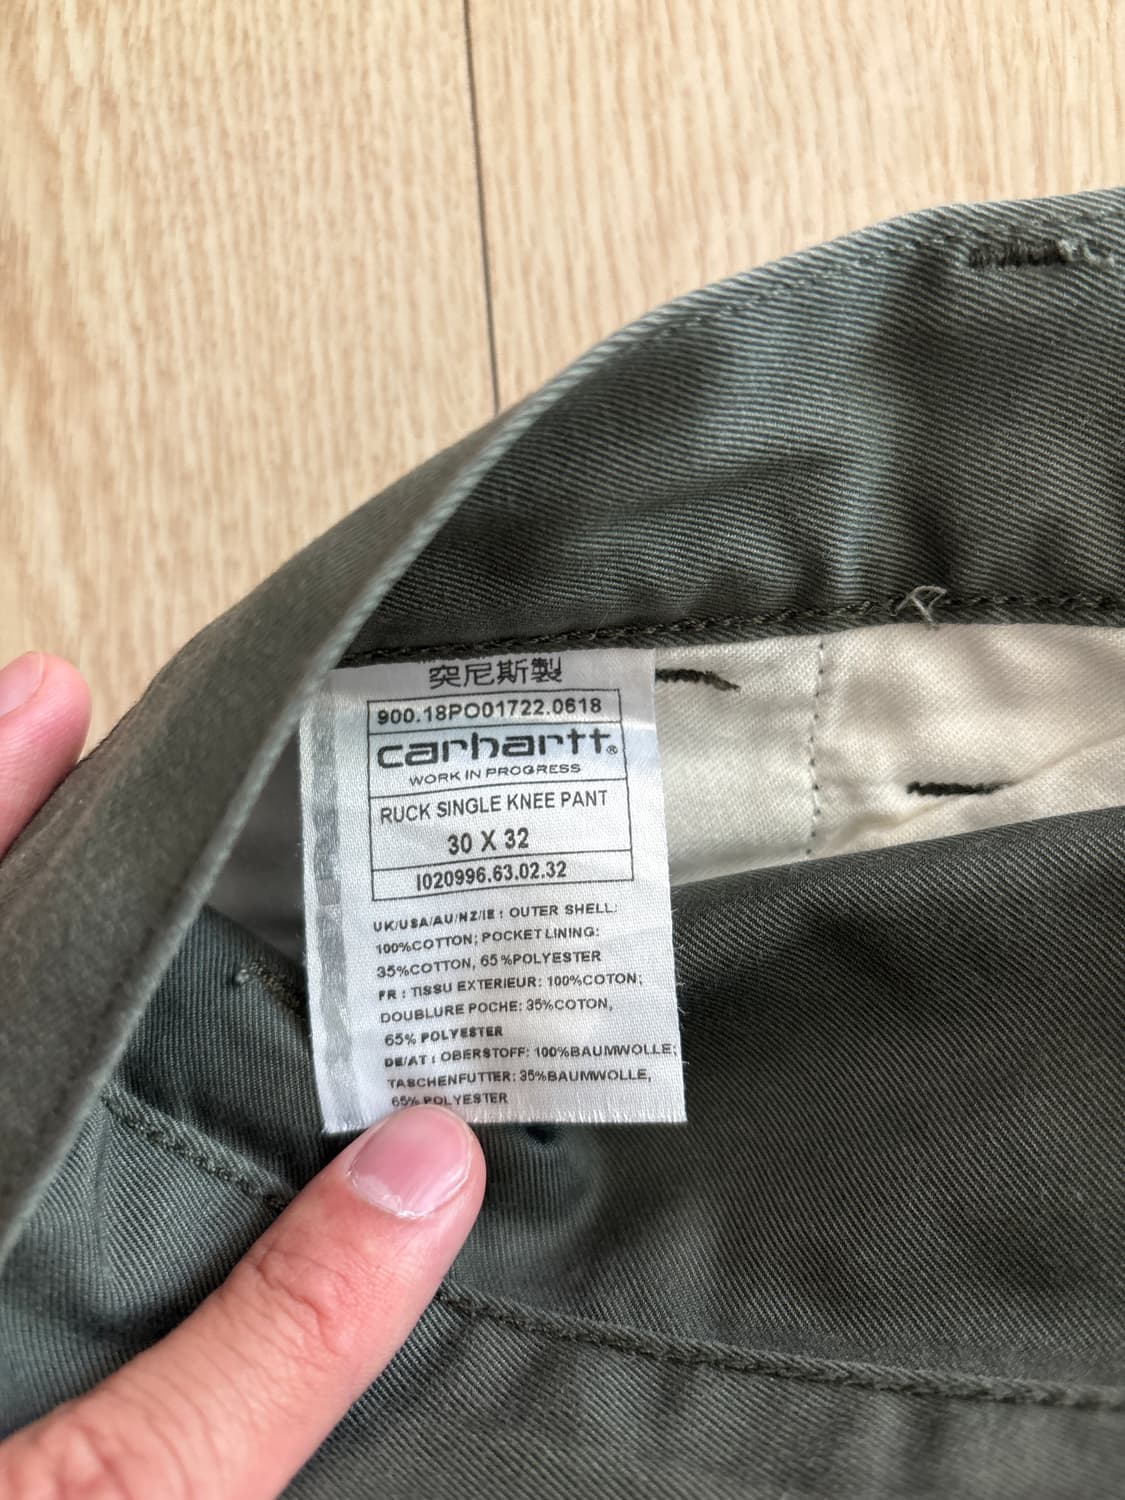 突尼斯製
900.18PO01722.0618
carhartt®
WORK IN PROGRESS
RUCK SINGLE KNEE PANT
30 X 32
I020996.63.02.32
UK/USA/AU/NZ/IE : OUTER SHELL:
100%COTTON; POCKET LINING:
35%COTTON, 65%POLYESTER
FR : TISSU EXTERIEUR: 100%COTON;
DOUBLURE POCHE: 35%COTON,
65% POLYESTER
DE/AT : OBERSTOFF: 100%BAUMWOLLE;
TASCHENFUTTER: 35%BAUMWOLLE,
65% POLYESTER